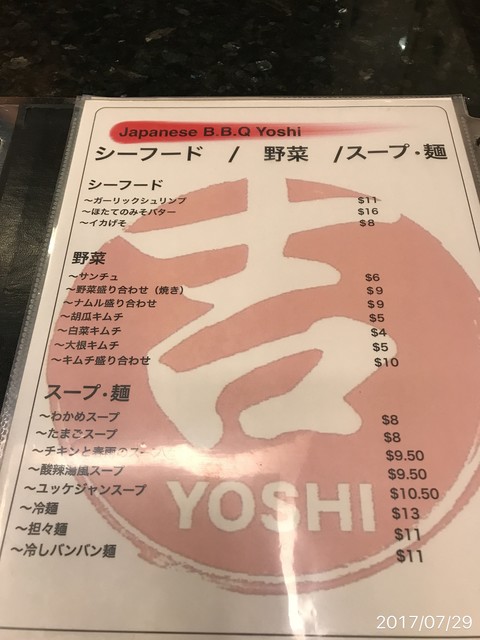 Japanese B.B.Q Yoshi
シーフード / 野菜 /スープ・麺
シーフード
~ガーリックシュリンプ $11
~ほたてのみそバター $16
~イカげそ $8
野菜
~サンチュ $6
~野菜盛り合わせ（焼き） $9
~ナムル盛り合わせ $9
~胡瓜キムチ $5
~白菜キムチ $4
~大根キムチ $5
~キムチ盛り合わせ $10
スープ・麺
~わかめスープ $8
~たまごスープ $8
~チキンと $9.50
~酸辣湯風スープ $9.50
~ユッケジャンスープ $10.50
~冷麺 $13
~担々麺 $11
~冷しバンバン麺 $11
吉
YOSHI
2017/07/29